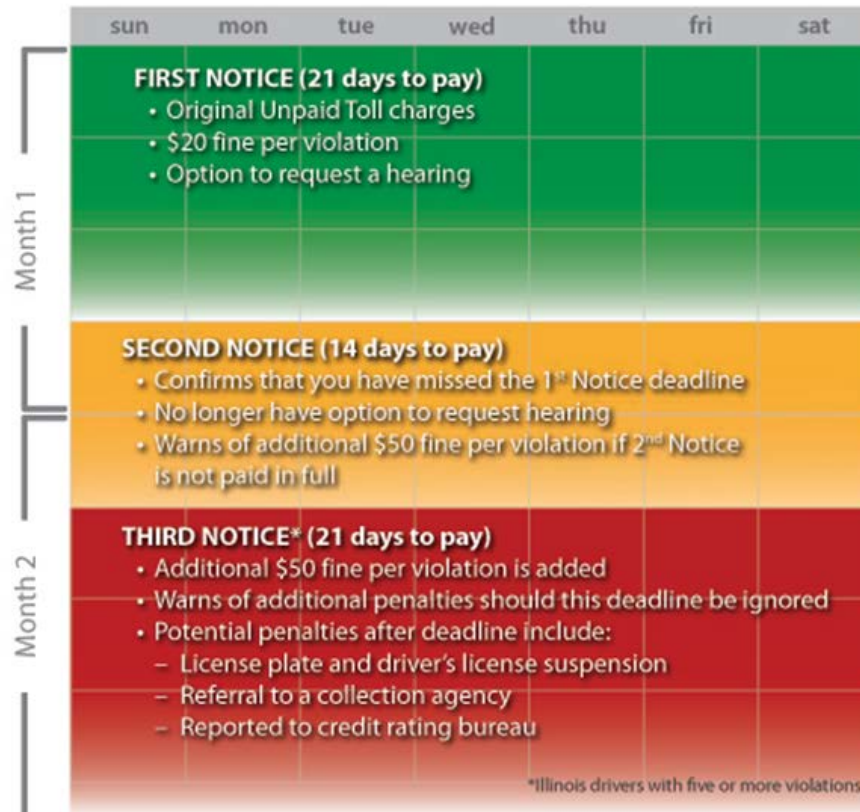 sun mon tue wed thu fri sat
Month 1
FIRST NOTICE (21 days to pay)
• Original Unpaid Toll charges
• $20 fine per violation
• Option to request a hearing
SECOND NOTICE (14 days to pay)
• Confirms that you have missed the 1st Notice deadline
• No longer have option to request hearing
• Warns of additional $50 fine per violation if 2nd Notice
is not paid in full
Month 2
THIRD NOTICE* (21 days to pay)
• Additional $50 fine per violation is added
• Warns of additional penalties should this deadline be ignored
• Potential penalties after deadline include:
– License plate and driver's license suspension
– Referral to a collection agency
– Reported to credit rating bureau
*Illinois drivers with five or more violations